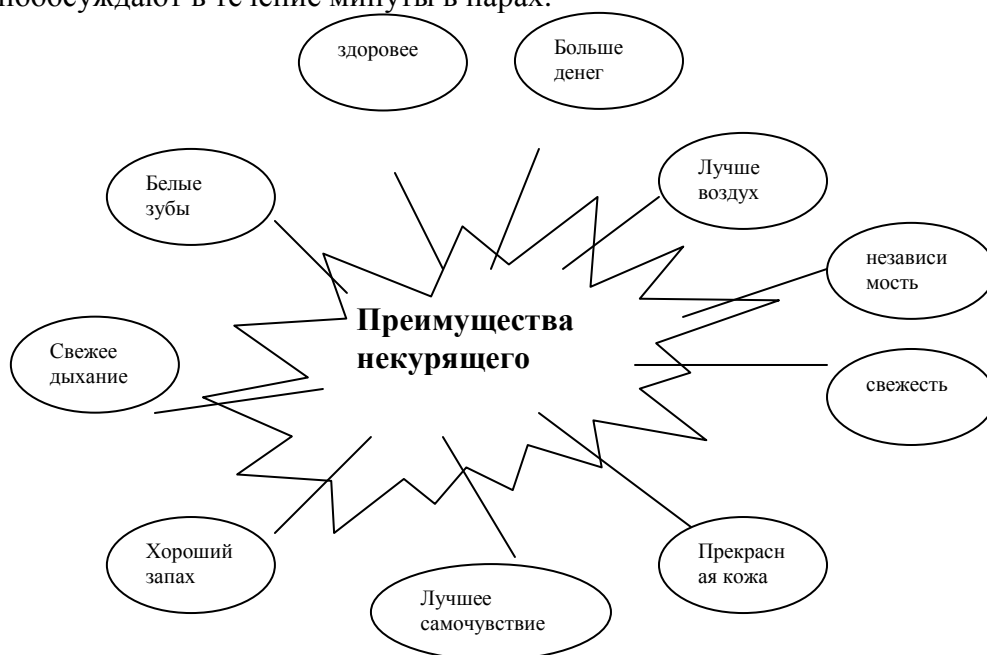 пообсуждают в течение минуты в парах.
здоровее
Больше
денег
Белые
зубы
Лучше
воздух
независи
мость
Преимущества
некурящего
Свежее
дыхание
свежесть
Хороший
запах
Лучшее
самочувствие
Прекрасн
ая кожа